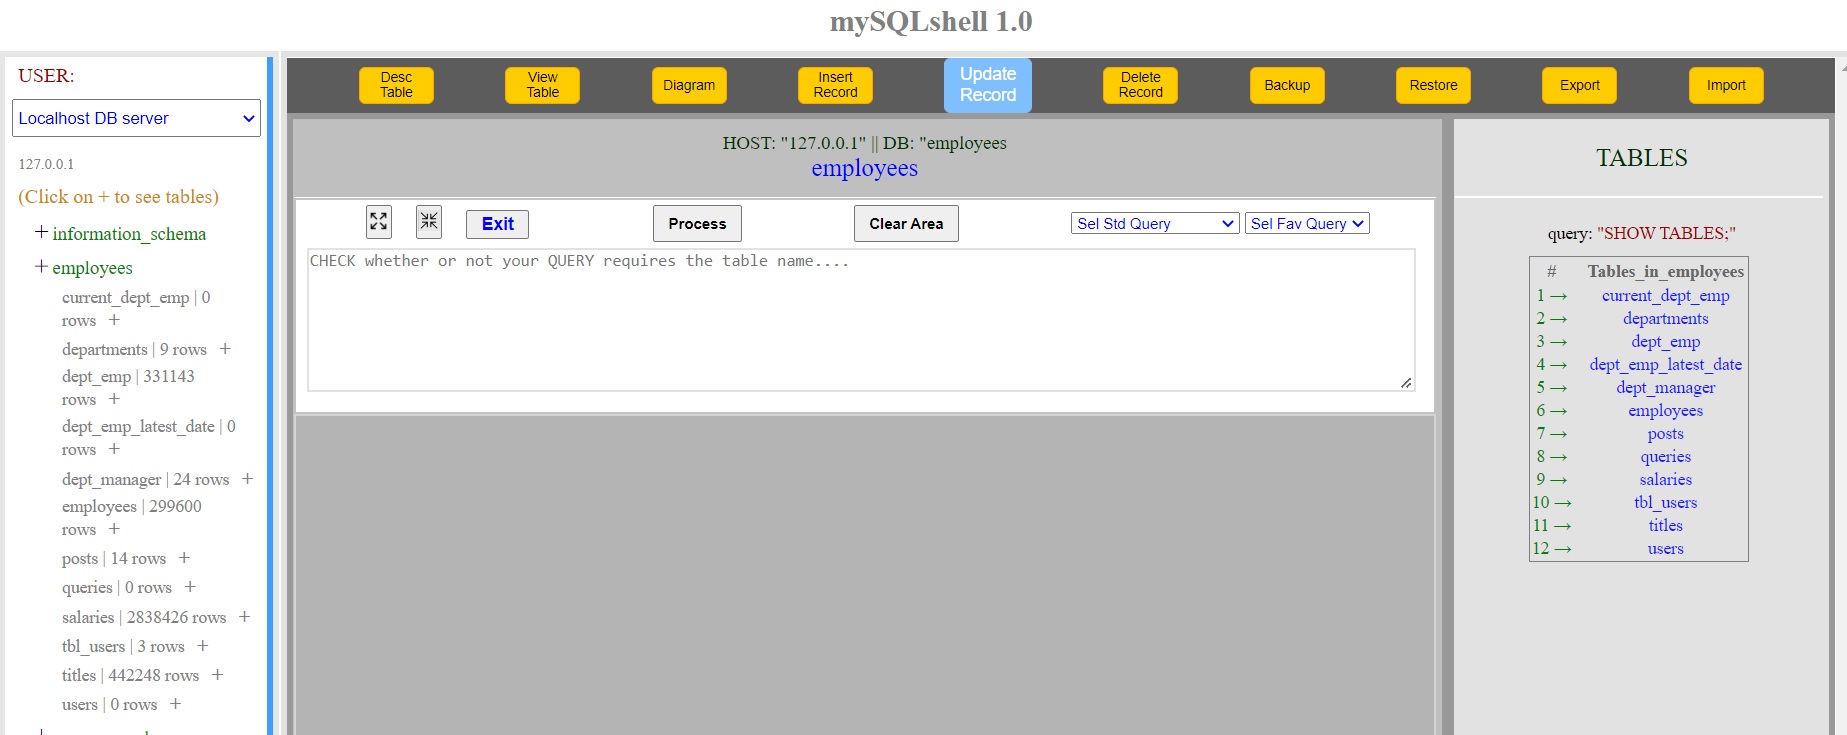 mySQLshell 1.0
USER:
Localhost DB server
127.0.0.1
(Click on + to see tables)
+ information_schema
+ employees
current_dept_emp | 0
rows +
departments | 9 rows +
dept_emp | 331143
rows +
dept_emp_latest_date | 0
rows +
dept_manager | 24 rows +
employees | 299600
rows +
posts | 14 rows +
queries | 0 rows +
salaries | 2838426 rows +
tbl_users | 3 rows +
titles | 442248 rows +
users | 0 rows +
Desc
Table
View
Table
Diagram
Insert
Record
Update
Record
Delete
Record
Backup
Restore
Export
Import
HOST: "127.0.0.1" || DB: "employees
employees
Exit
Process
Clear Area
Sel Std Query
Sel Fav Query
CHECK whether or not your QUERY requires the table name....
TABLES
query: "SHOW TABLES;"
# Tables_in_employees
1 → current_dept_emp
2 → departments
3 → dept_emp
4 → dept_emp_latest_date
5 → dept_manager
6 → employees
7 → posts
8 → queries
9 → salaries
10 → tbl_users
11 → titles
12 → users